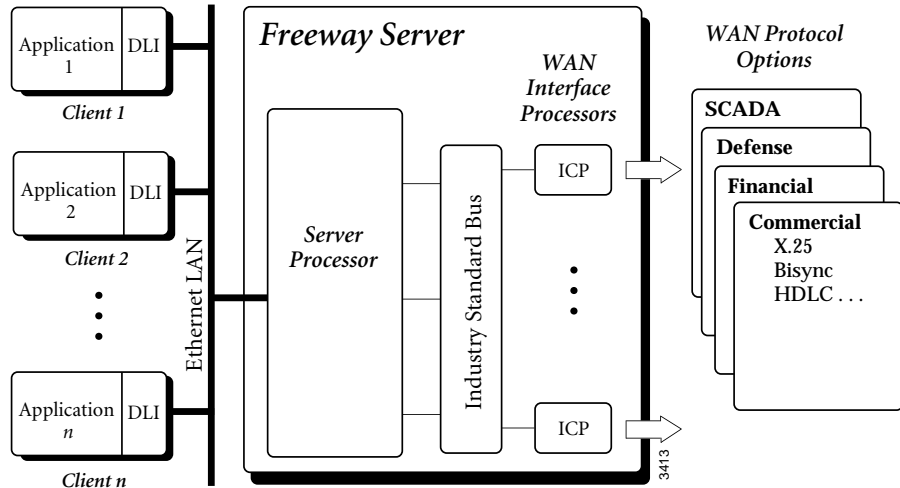 Application
1
DLI
Client 1
Application
2
DLI
Client 2
Application
n
DLI
Client n
Ethernet LAN
Freeway Server
Server
Processor
Industry Standard Bus
WAN
Interface
Processors
ICP
ICP
3413
WAN Protocol
Options
SCADA
Defense
Financial
Commercial
X.25
Bisync
HDLC . . .